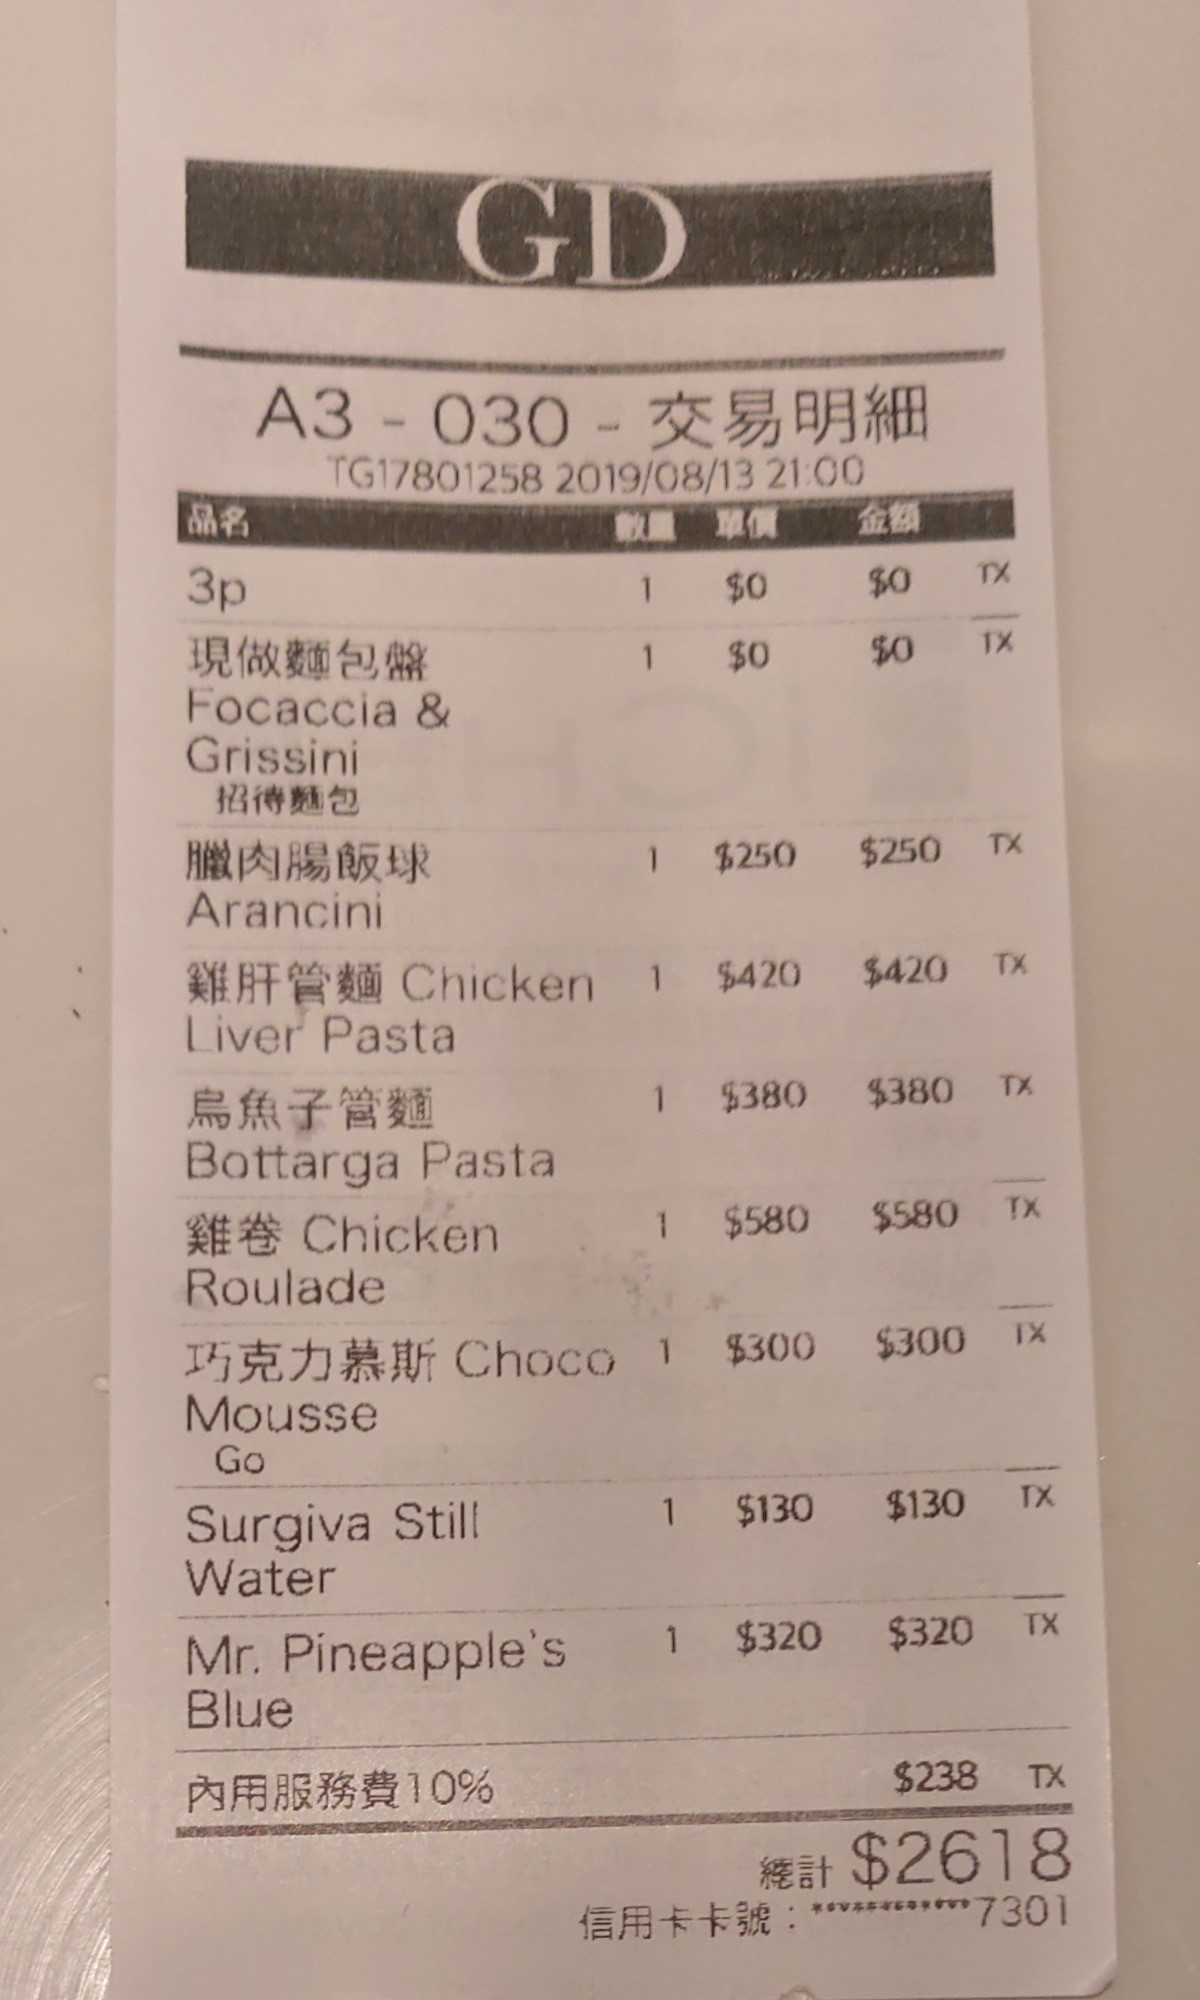 GD
A3 - 030 - 交易明細
TG17801258 2019/08/13 21:00
品名 數量 單價 金額
3p 1 $0 $0 TX
現做麵包盤 1 $0 $0 TX
Focaccia &
Grissini
招待麵包
臘肉腸飯球 1 $250 $250 TX
Arancini
雞肝管麵 Chicken 1 $420 $420 TX
Liver Pasta
烏魚子管麵 1 $380 $380 TX
Bottarga Pasta
雞卷 Chicken 1 $580 $580 TX
Roulade
巧克力慕斯 Choco 1 $300 $300 TX
Mousse
Go
Surgiva Still 1 $130 $130 TX
Water
Mr. Pineapple's 1 $320 $320 TX
Blue
內用服務費10% $238 TX
總計 $2618
信用卡卡號：************7301